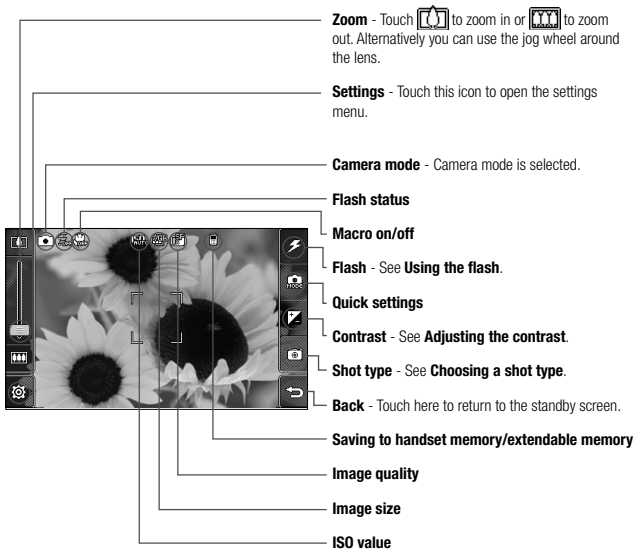 Zoom - Touch to zoom in or to zoom
out. Alternatively you can use the jog wheel around
the lens.
Settings - Touch this icon to open the settings
menu.
Camera mode - Camera mode is selected.
Flash status
Macro on/off
Flash - See Using the flash.
Quick settings
Contrast - See Adjusting the contrast.
Shot type - See Choosing a shot type.
Back - Touch here to return to the standby screen.
Saving to handset memory/extendable memory
Image quality
Image size
ISO value
ISO
AUTO
MODE